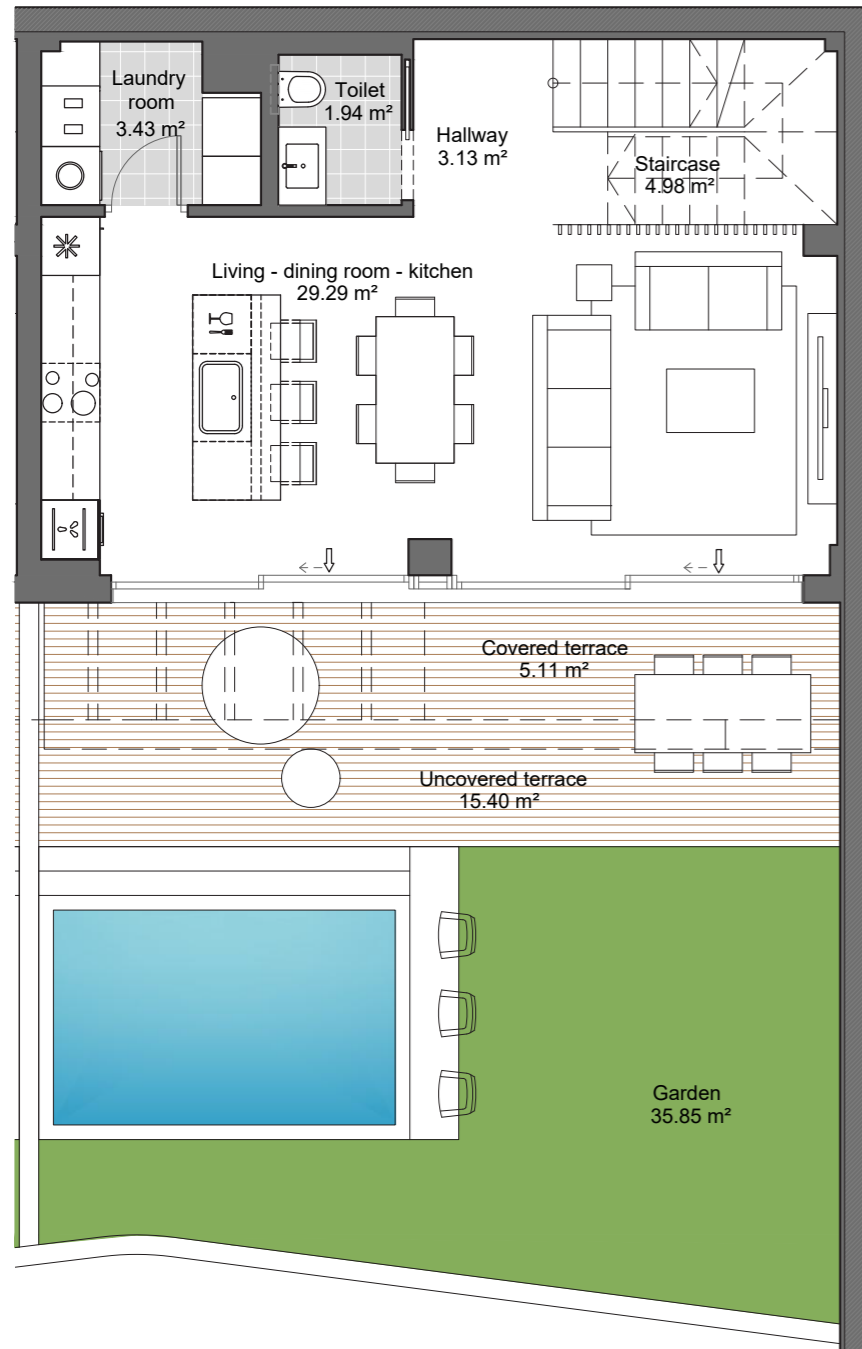 Laundry
room
3.43 m²
Toilet
1.94 m²
Hallway
3.13 m²
Staircase
4.98 m²
Living - dining room - kitchen
29.29 m²
Covered terrace
5.11 m²
Uncovered terrace
15.40 m²
Garden
35.85 m²